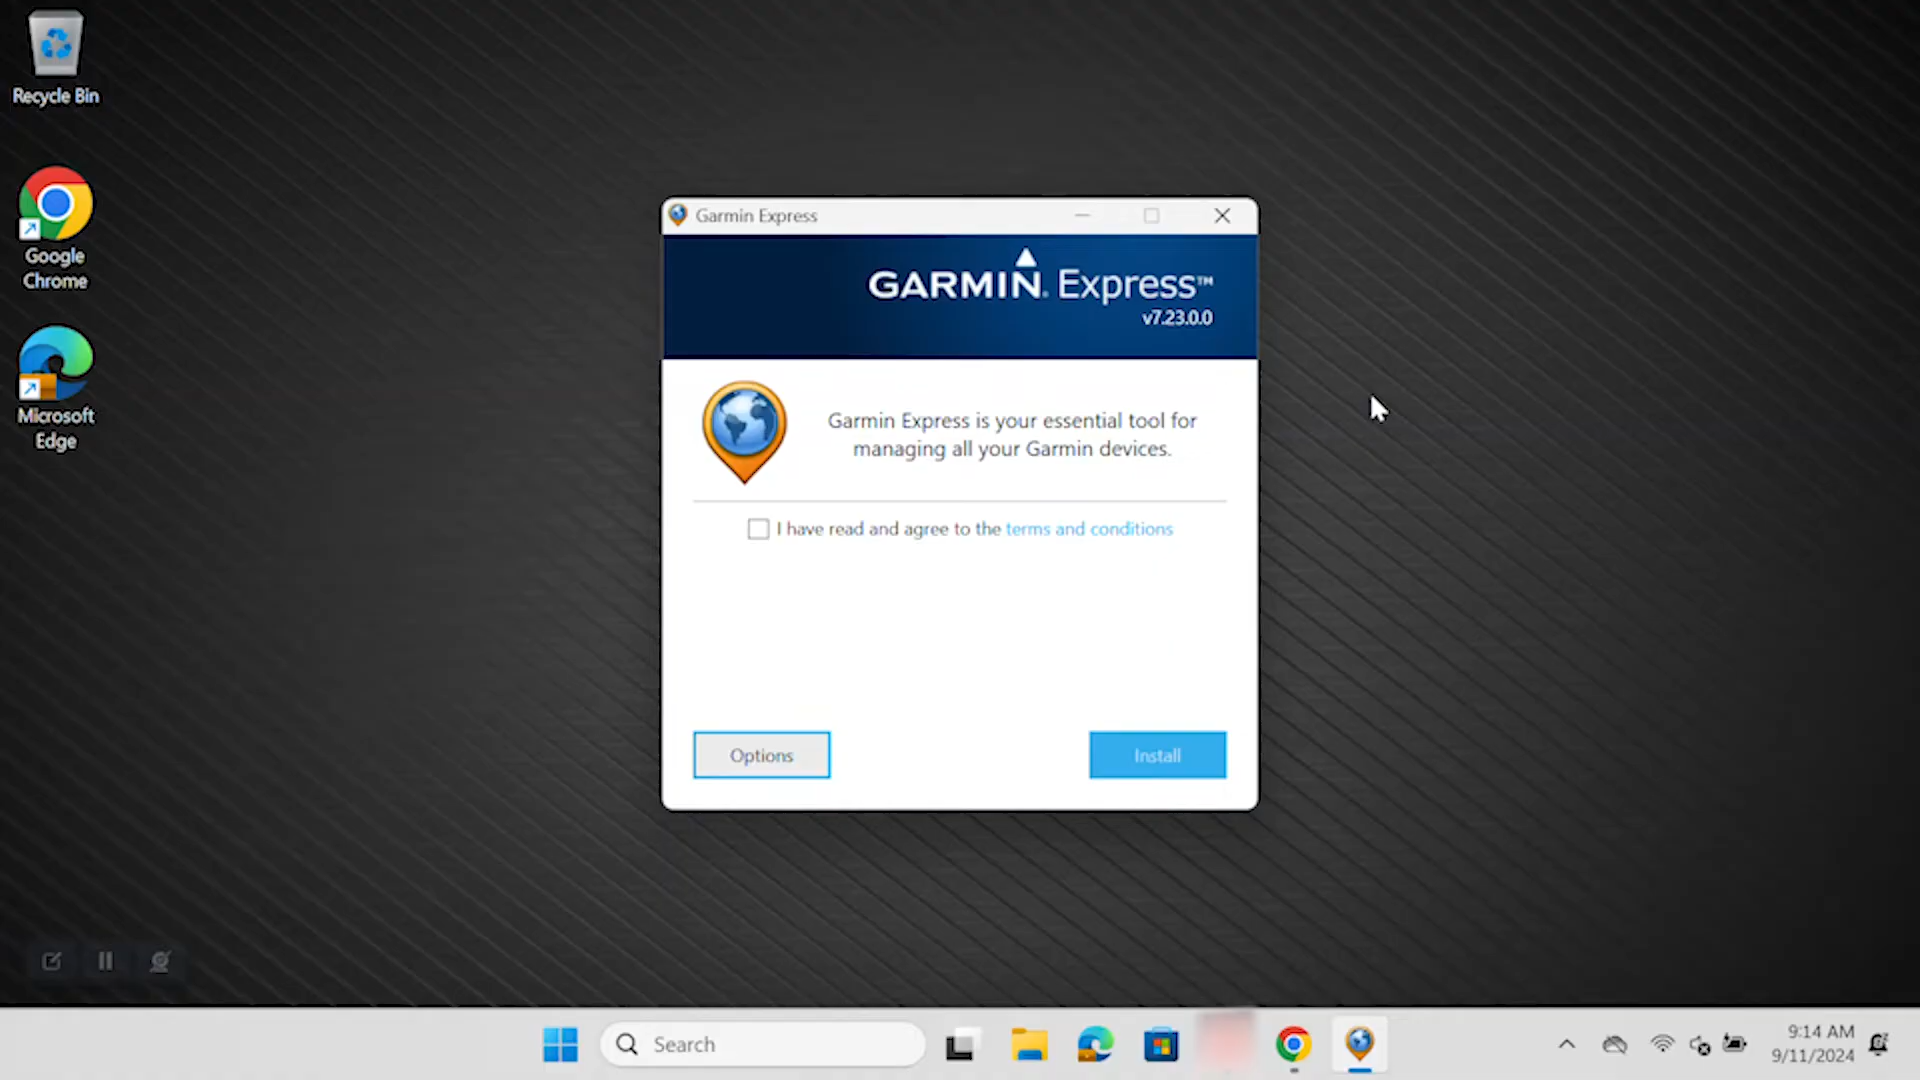 Recycle Bin
Google
Chrome
Microsoft
Edge
Garmin Express
GARMIN. Express™
v7.23.0.0
Garmin Express is your essential tool for
managing all your Garmin devices.
I have read and agree to the terms and conditions
Options
Install
Search
9:14 AM
9/11/2024